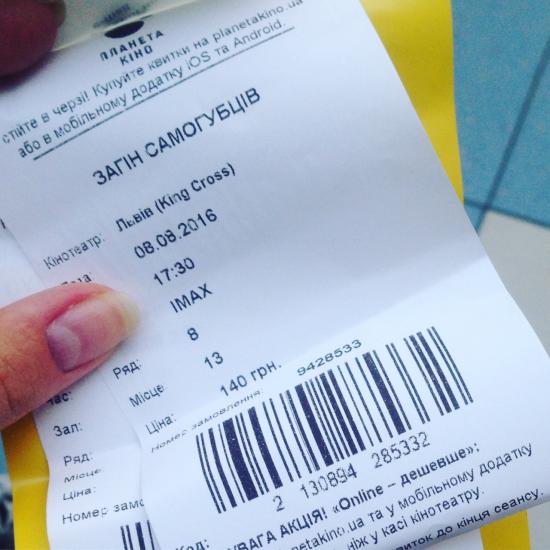 ПЛАНЕТА
КІНО
стійте в черзі! Купуйте квитки на planetakino.ua
або в мобільному додатку iOS та Android.
ЗАГІН САМОГУБЦІВ
Кінотеатр: Львів (King Cross)
08.08.2016
17:30
IMAX
Ряд: 8
Місце: 13
Ціна: 140 грн.
Номер замовлення: 9428533
2 130894 285332
Код:
УВАГА АКЦІЯ! «Online – дешевше»:
planetakino.ua та у мобільному додатку
ніж у касі кінотеатру.
до кінця сеансу.
Зал:
Ряд:
Місце
Ціна:
Номер замо